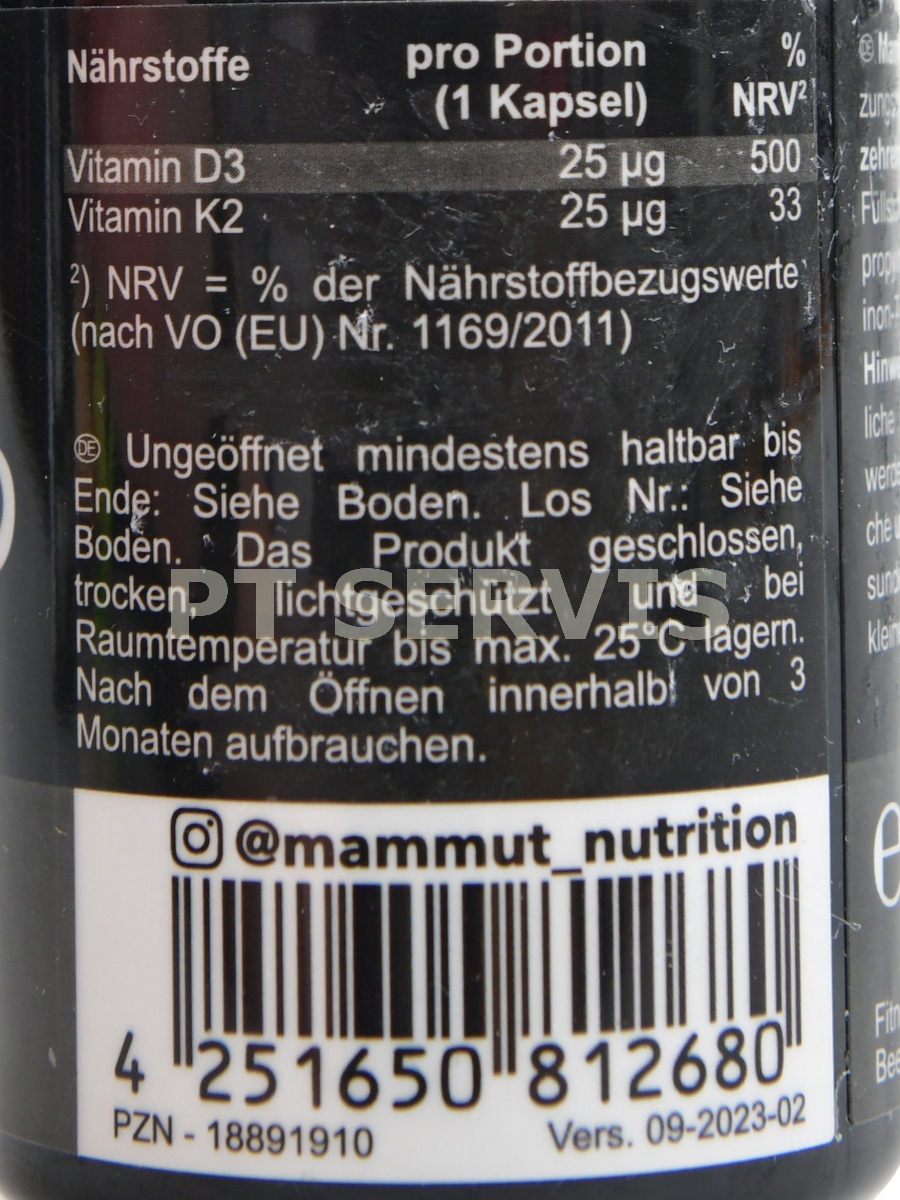 Nährstoffe pro Portion %
(1 Kapsel) NRV²
Vitamin D3 25 µg 500
Vitamin K2 25 µg 33
²) NRV = % der Nährstoffbezugswerte
(nach VO (EU) Nr. 1169/2011)
DE Ungeöffnet mindestens haltbar bis
Ende: Siehe Boden. Los Nr.: Siehe
Boden. Das Produkt geschlossen,
trocken, lichtgeschützt und bei
PT SERVIS
Raumtemperatur bis max. 25°C lagern.
Nach dem Öffnen innerhalb von 3
Monaten aufbrauchen.
@mammut_nutrition
4 251650 812680
PZN - 18891910 Vers. 09-2023-02
DE